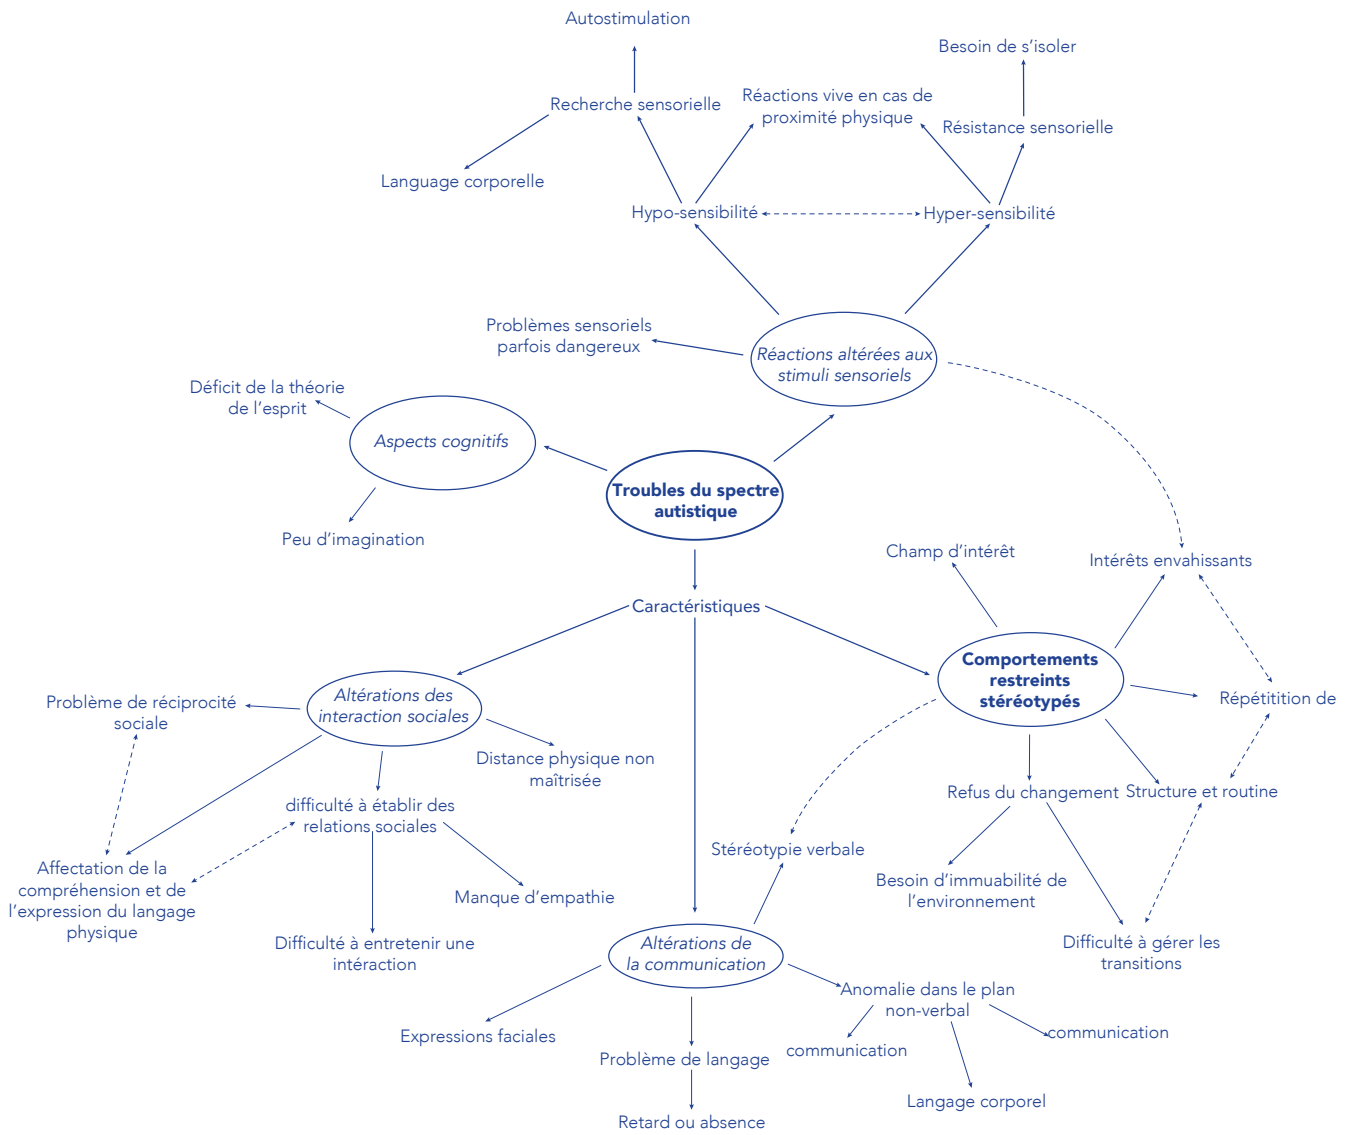 Autostimulation
Besoin de s’isoler
Recherche sensorielle
Réactions vive en cas de
proximité physique
Résistance sensorielle
Language corporelle
Hypo-sensibilité
Hyper-sensibilité
Problèmes sensoriels
parfois dangereux
Réactions altérées aux
stimuli sensoriels
Déficit de la théorie
de l’esprit
Aspects cognitifs
Peu d’imagination
Troubles du spectre
autistique
Champ d’intérêt
Intérêts envahissants
Caractéristiques
Comportements
restreints
stéréotypés
Répétitition de
Altérations des
interaction sociales
Problème de réciprocité
sociale
Distance physique non
maîtrisée
difficulté à établir des
relations sociales
Refus du changement
Structure et routine
Stéréotypie verbale
Affectation de la
compréhension et de
l’expression du langage
physique
Manque d’empathie
Besoin d’immuabilité de
l’environnement
Difficulté à entretenir une
intéraction
Difficulté à gérer les
transitions
Altérations de
la communication
Anomalie dans le plan
non-verbal
Expressions faciales
Problème de langage
communication
communication
Langage corporel
Retard ou absence